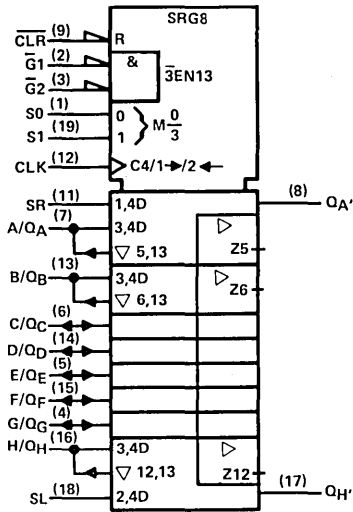 SRG8
CLR (9) R
G1 (2) &
3EN13
G2 (3)
S0 (1) 0
M 0/3
S1 (19) 1
CLK (12) C4/1→/2←
SR (11) 1,4D (8) QA'
A/QA (7) 3,4D ▷
▽ 5,13 Z5
B/QB (13) 3,4D ▷
▽ 6,13 Z6
C/QC (6)
D/QD (14)
E/QE (5)
F/QF (15)
G/QG (4)
H/QH (16) 3,4D ▷
▽ 12,13 Z12
SL (18) 2,4D (17) QH'